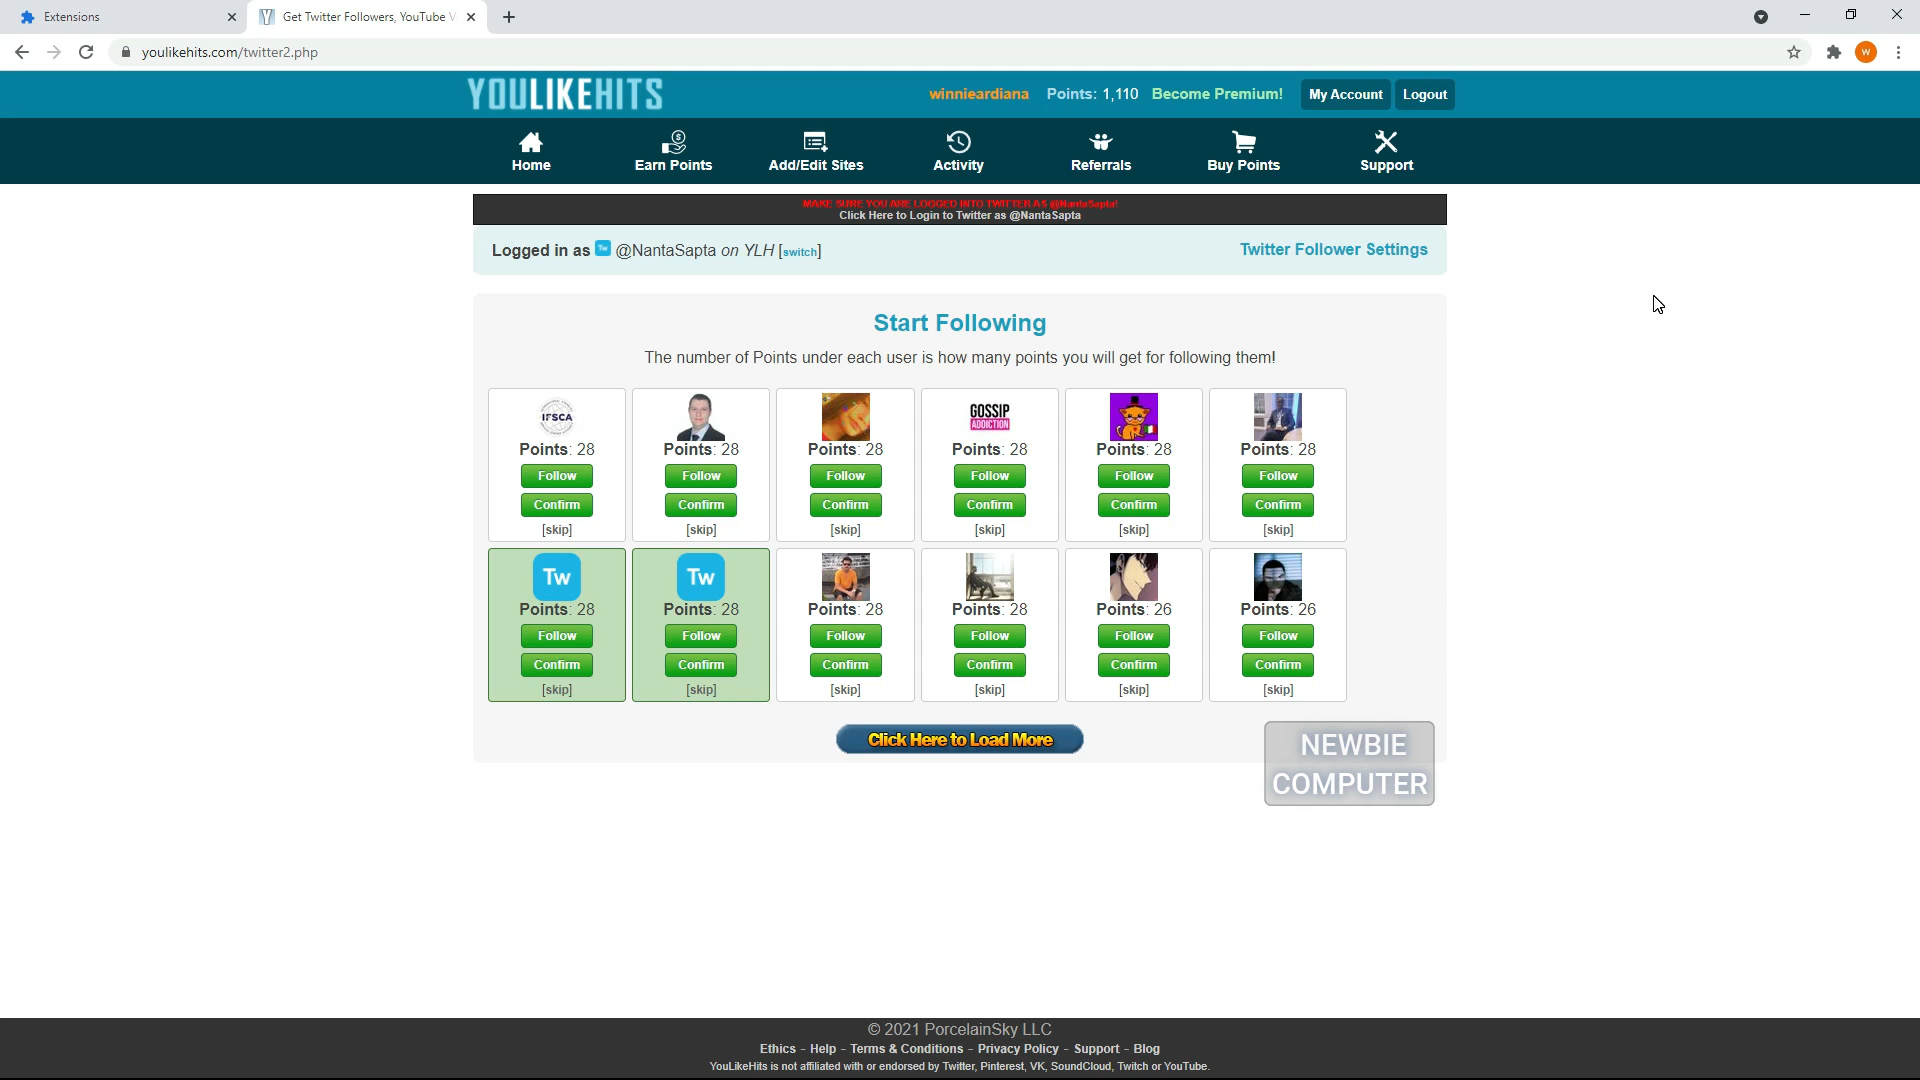 Extensions
Get Twitter Followers, YouTube V
youlikehits.com/twitter2.php
W
YOULIKEHITS
winnieardiana Points: 1,110 Become Premium! My Account Logout
Home Earn Points Add/Edit Sites Activity Referrals Buy Points Support
MAKE SURE YOU ARE LOGGED INTO TWITTER AS @NantaSapta!
Click Here to Login to Twitter as @NantaSapta
Logged in as Tw @NantaSapta on YLH [switch] Twitter Follower Settings
Start Following
The number of Points under each user is how many points you will get for following them!
IFSCA GOSSIP
ADDICTION
Points: 28 Points: 28 Points: 28 Points: 28 Points: 28 Points: 28
Follow Follow Follow Follow Follow Follow
Confirm Confirm Confirm Confirm Confirm Confirm
[skip] [skip] [skip] [skip] [skip] [skip]
Tw Tw
Points: 28 Points: 28 Points: 28 Points: 28 Points: 26 Points: 26
Follow Follow Follow Follow Follow Follow
Confirm Confirm Confirm Confirm Confirm Confirm
[skip] [skip] [skip] [skip] [skip] [skip]
Click Here to Load More
NEWBIE
COMPUTER
© 2021 PorcelainSky LLC
Ethics - Help - Terms & Conditions - Privacy Policy - Support - Blog
YouLikeHits is not affiliated with or endorsed by Twitter, Pinterest, VK, SoundCloud, Twitch or YouTube.